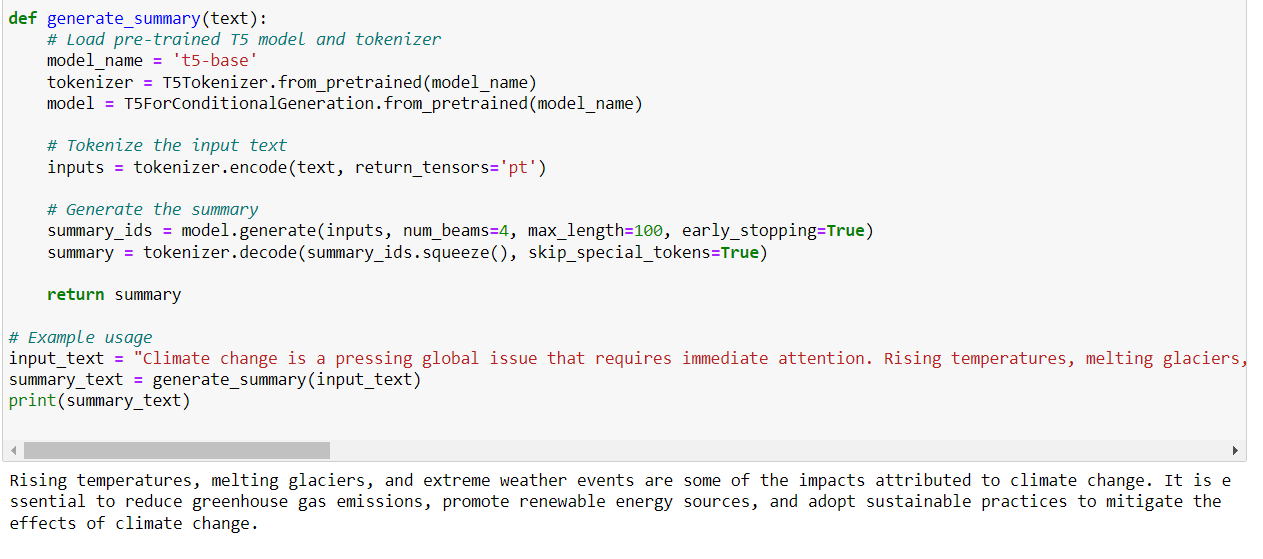 def generate_summary(text):
    # Load pre-trained T5 model and tokenizer
    model_name = 't5-base'
    tokenizer = T5Tokenizer.from_pretrained(model_name)
    model = T5ForConditionalGeneration.from_pretrained(model_name)

    # Tokenize the input text
    inputs = tokenizer.encode(text, return_tensors='pt')

    # Generate the summary
    summary_ids = model.generate(inputs, num_beams=4, max_length=100, early_stopping=True)
    summary = tokenizer.decode(summary_ids.squeeze(), skip_special_tokens=True)

    return summary

# Example usage
input_text = "Climate change is a pressing global issue that requires immediate attention. Rising temperatures, melting glaciers,
summary_text = generate_summary(input_text)
print(summary_text)

Rising temperatures, melting glaciers, and extreme weather events are some of the impacts attributed to climate change. It is e
ssential to reduce greenhouse gas emissions, promote renewable energy sources, and adopt sustainable practices to mitigate the
effects of climate change.